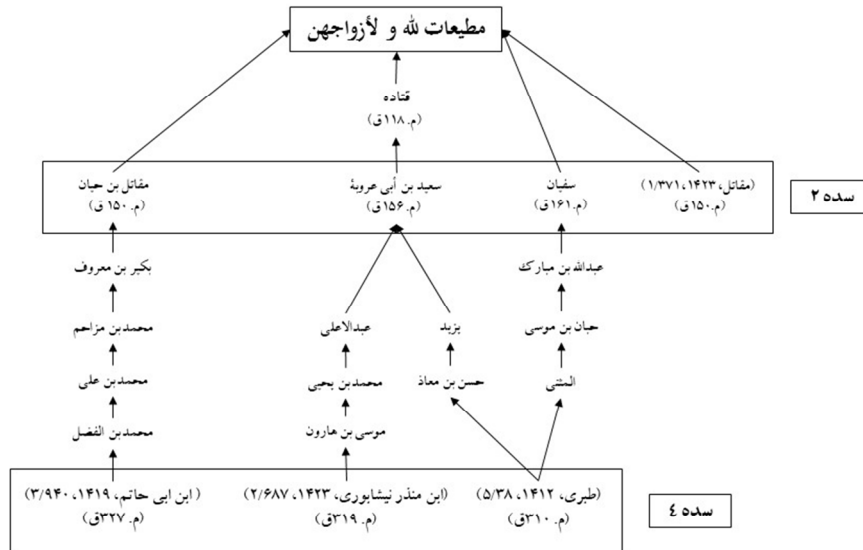 مطیعات لله و لأزواجهن
قتاده
(م. ۱۱۸ق)
سده ۲
(مقاتل، ۱۴۲۳، ۱/۳۷۱)
(م. ۱۵۰ق)
سفیان
(م. ۱۶۱ق)
سعید بن أبی عروبة
(م. ۱۵۶ق)
مقاتل بن حیان
(م. ۱۵۰ ق)
عبدالله بن مبارک
بکیر بن معروف
حبان بن موسی
یزید
عبدالاعلی
محمدبن مزاحم
المثنی
حسن بن معاذ
محمدبن یحیی
محمدبن علی
موسی بن هارون
محمدبن الفضل
سده ٤
(طبری، ۱۴۱۲، ۵/۳۸)
(م. ۳۱۰ق)
(ابن منذر نیشابوری، ۱۴۲۳، ۲/۶۸۷)
(م. ۳۱۹ق)
( ابن ابی حاتم، ۱۴۱۹، ۳/۹۴۰)
(م. ۳۲۷ق)